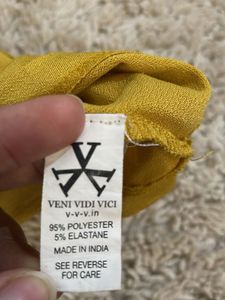 VENI VIDI VICI
v-v-v.in
95% POLYESTER
5% ELASTANE
MADE IN INDIA
SEE REVERSE
FOR CARE